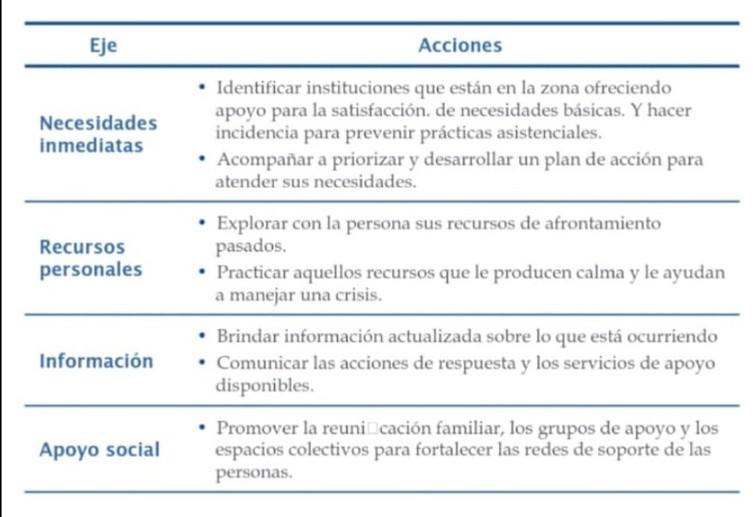 Eje
Acciones
Necesidades
inmediatas
• Identificar instituciones que están en la zona ofreciendo
apoyo para la satisfacción. de necesidades básicas. Y hacer
incidencia para prevenir prácticas asistenciales.
• Acompañar a priorizar y desarrollar un plan de acción para
atender sus necesidades.
Recursos
personales
• Explorar con la persona sus recursos de afrontamiento
pasados.
• Practicar aquellos recursos que le producen calma y le ayudan
a manejar una crisis.
Información
• Brindar información actualizada sobre lo que está ocurriendo
• Comunicar las acciones de respuesta y los servicios de apoyo
disponibles.
Apoyo social
• Promover la reuni□cación familiar, los grupos de apoyo y los
espacios colectivos para fortalecer las redes de soporte de las
personas.